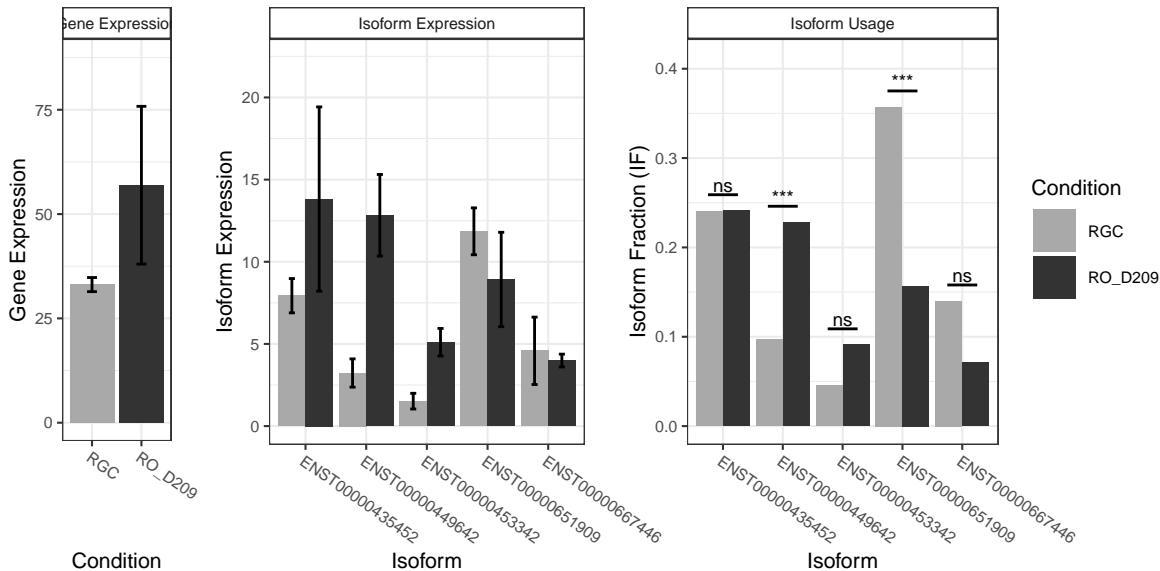 Gene Expression
Isoform Expression
Isoform Usage
Gene Expression
75
50
25
0
RGC
RO_D209
Condition
Isoform Expression
20
15
10
5
0
ENST00000435452
ENST00000449642
ENST00000453342
ENST00000651909
ENST00000667446
Isoform
Isoform Fraction (IF)
0.4
0.3
0.2
0.1
0.0
ns
***
ns
***
ns
ENST00000435452
ENST00000449642
ENST00000453342
ENST00000651909
ENST00000667446
Isoform
Condition
RGC
RO_D209